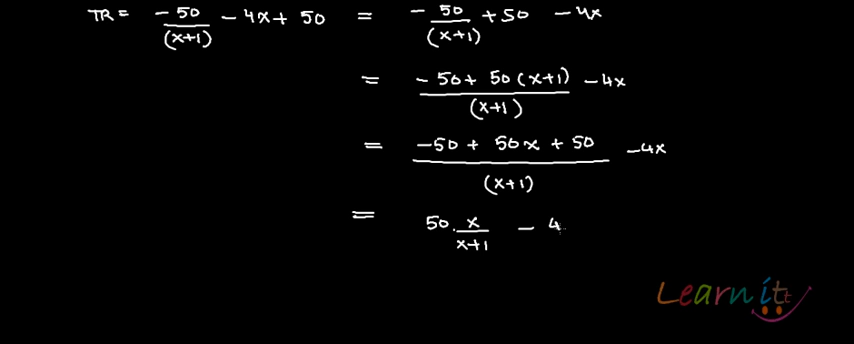 TR = -50/(x+1) - 4x + 50 = - 50/(x+1) + 50 - 4x
= - 50 + 50(x+1)/(x+1) - 4x
= -50 + 50x + 50/(x+1) - 4x
= 50. x/x+1 - 4
Learnitt